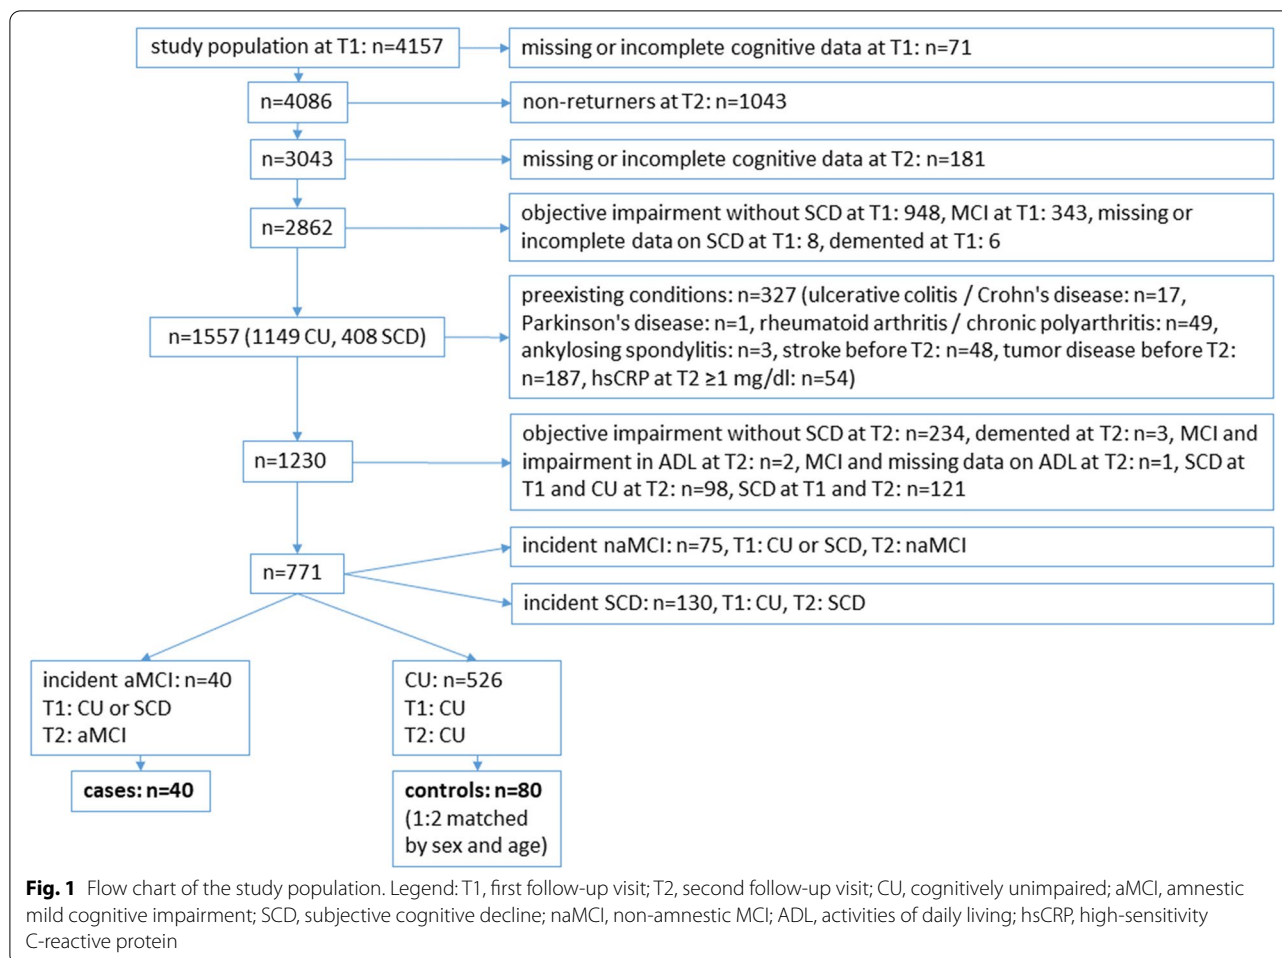 study population at T1: n=4157
missing or incomplete cognitive data at T1: n=71
n=4086
non-returners at T2: n=1043
n=3043
missing or incomplete cognitive data at T2: n=181
n=2862
objective impairment without SCD at T1: 948, MCI at T1: 343, missing or
incomplete data on SCD at T1: 8, demented at T1: 6
n=1557 (1149 CU, 408 SCD)
preexisting conditions: n=327 (ulcerative colitis / Crohn's disease: n=17,
Parkinson's disease: n=1, rheumatoid arthritis / chronic polyarthritis: n=49,
ankylosing spondylitis: n=3, stroke before T2: n=48, tumor disease before T2:
n=187, hsCRP at T2 ≥1 mg/dl: n=54)
n=1230
objective impairment without SCD at T2: n=234, demented at T2: n=3, MCI and
impairment in ADL at T2: n=2, MCI and missing data on ADL at T2: n=1, SCD at
T1 and CU at T2: n=98, SCD at T1 and T2: n=121
n=771
incident naMCI: n=75, T1: CU or SCD, T2: naMCI
incident SCD: n=130, T1: CU, T2: SCD
incident aMCI: n=40
T1: CU or SCD
T2: aMCI
CU: n=526
T1: CU
T2: CU
cases: n=40
controls: n=80
(1:2 matched
by sex and age)
Fig. 1 Flow chart of the study population. Legend: T1, first follow-up visit; T2, second follow-up visit; CU, cognitively unimpaired; aMCI, amnestic
mild cognitive impairment; SCD, subjective cognitive decline; naMCI, non-amnestic MCI; ADL, activities of daily living; hsCRP, high-sensitivity
C-reactive protein